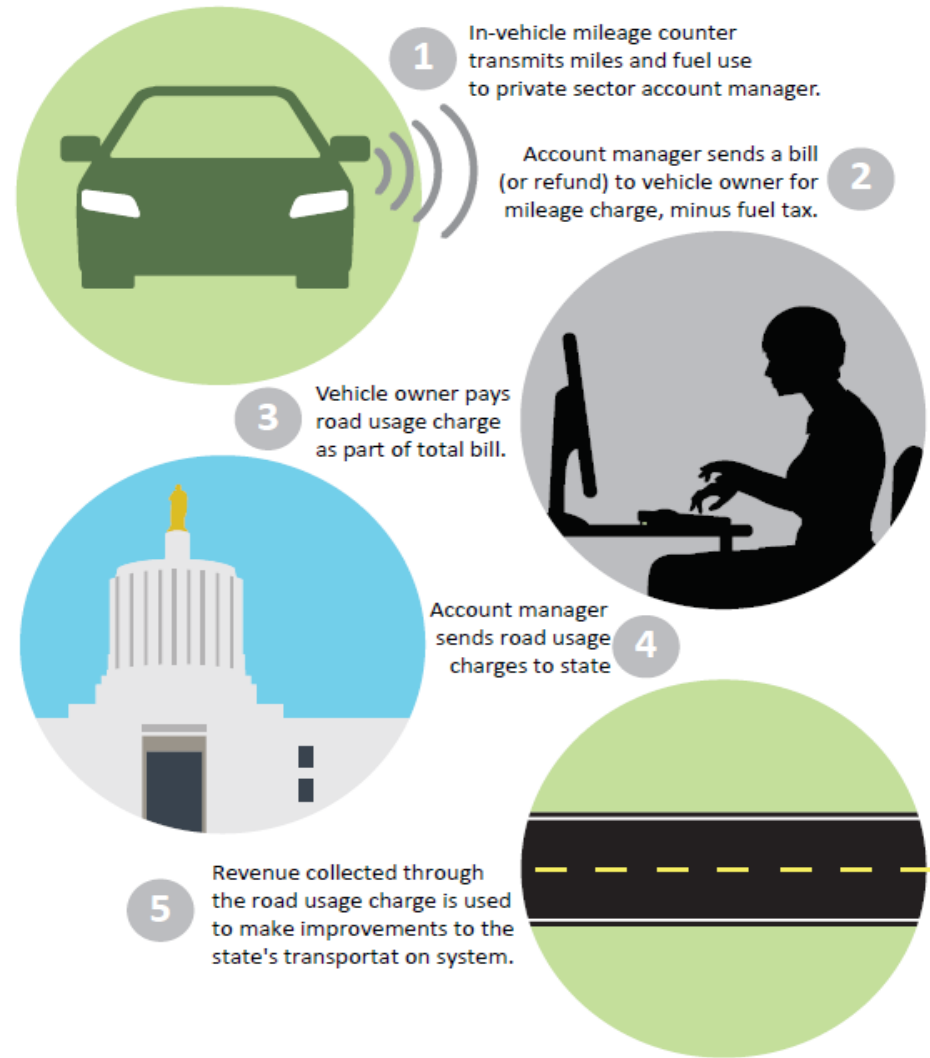 1
In-vehicle mileage counter
transmits miles and fuel use
to private sector account manager.
Account manager sends a bill
(or refund) to vehicle owner for
mileage charge, minus fuel tax.
2
3
Vehicle owner pays
road usage charge
as part of total bill.
Account manager
sends road usage
charges to state
4
5
Revenue collected through
the road usage charge is used
to make improvements to the
state's transportat on system.